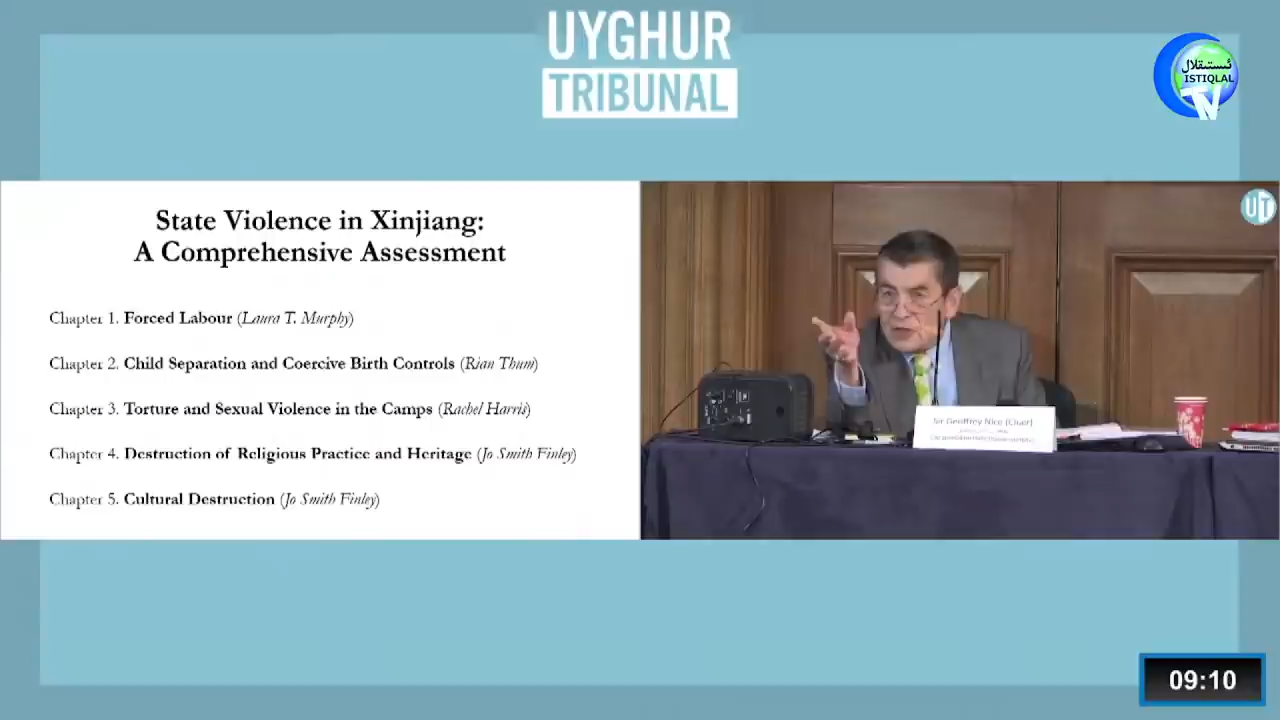 UYGHUR
TRIBUNAL
ئىستىقلال
ISTIQLAL
TV
State Violence in Xinjiang:
A Comprehensive Assessment
Chapter 1. Forced Labour (Laura T. Murphy)
Chapter 2. Child Separation and Coercive Birth Controls (Rian Thum)
Chapter 3. Torture and Sexual Violence in the Camps (Rachel Harris)
Chapter 4. Destruction of Religious Practice and Heritage (Jo Smith Finley)
Chapter 5. Cultural Destruction (Jo Smith Finley)
UT
Sir Geoffrey Nice (Chair)
09:10